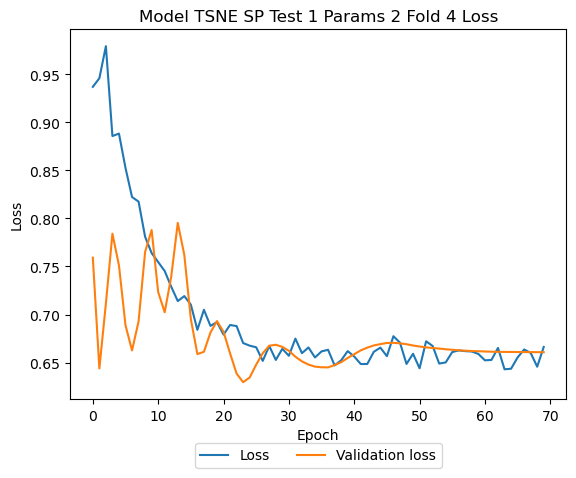 Model TSNE SP Test 1 Params 2 Fold 4 Loss
Loss
0.95
0.90
0.85
0.80
0.75
0.70
0.65
0 10 20 30 40 50 60 70
Epoch
Loss Validation loss